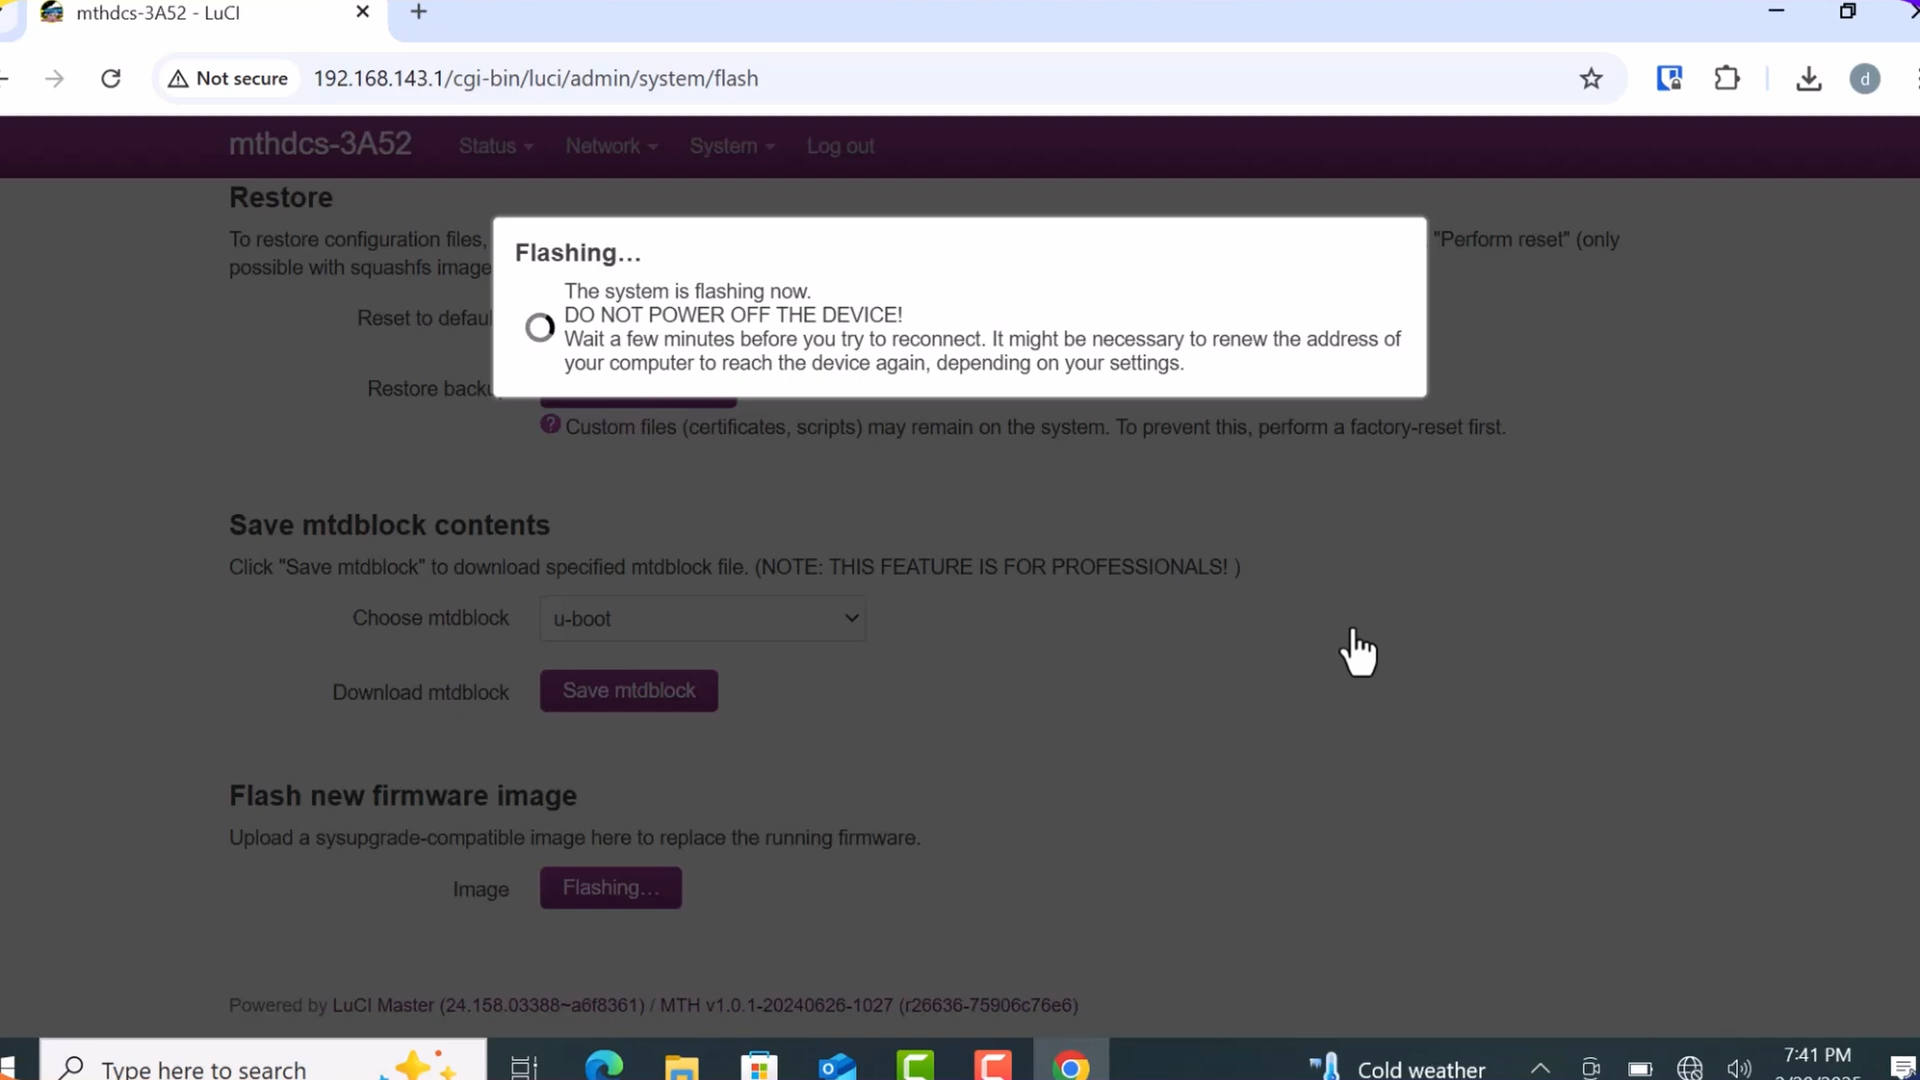 mthdcs-3A52 - LuCI
Not secure
192.168.143.1/cgi-bin/luci/admin/system/flash
d
mthdcs-3A52 Status Network System Log out
Restore
To restore configuration files,
"Perform reset" (only
possible with squashfs image
Reset to defaul
Restore backu
Flashing...
The system is flashing now.
DO NOT POWER OFF THE DEVICE!
Wait a few minutes before you try to reconnect. It might be necessary to renew the address of
your computer to reach the device again, depending on your settings.
Custom files (certificates, scripts) may remain on the system. To prevent this, perform a factory-reset first.
Save mtdblock contents
Click "Save mtdblock" to download specified mtdblock file. (NOTE: THIS FEATURE IS FOR PROFESSIONALS! )
Choose mtdblock u-boot
Download mtdblock Save mtdblock
Flash new firmware image
Upload a sysupgrade-compatible image here to replace the running firmware.
Image Flashing...
Powered by LuCI Master (24.158.03388~a6f8361) / MTH v1.0.1-20240626-1027 (r26636-75906c76e6)
Type here to search
Cold weather
7:41 PM